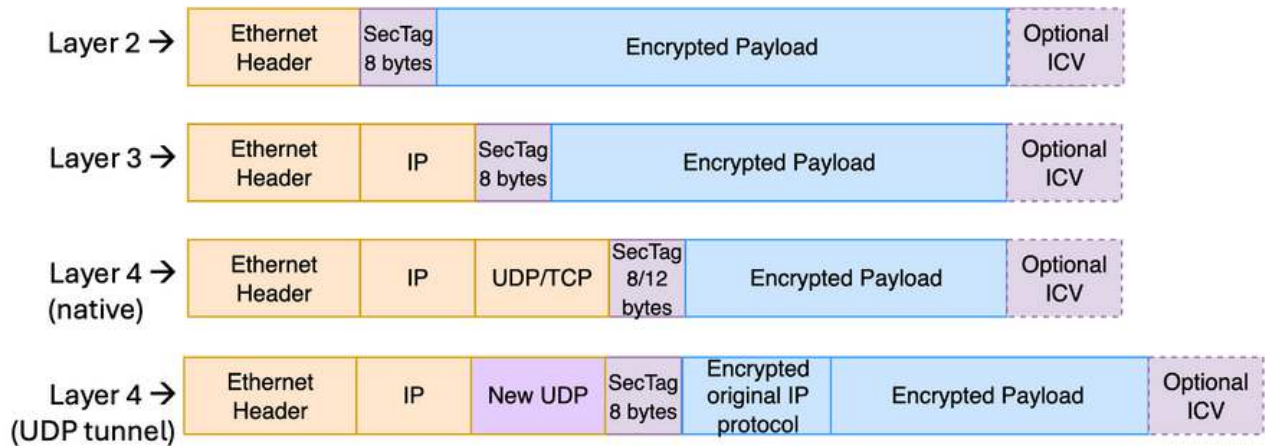 Layer 2 →
Ethernet
Header
SecTag
8 bytes
Encrypted Payload
Optional
ICV
Layer 3 →
Ethernet
Header
IP
SecTag
8 bytes
Encrypted Payload
Optional
ICV
Layer 4 →
(native)
Ethernet
Header
IP
UDP/TCP
SecTag
8/12
bytes
Encrypted Payload
Optional
ICV
Layer 4 →
(UDP tunnel)
Ethernet
Header
IP
New UDP
SecTag
8 bytes
Encrypted
original IP
protocol
Encrypted Payload
Optional
ICV